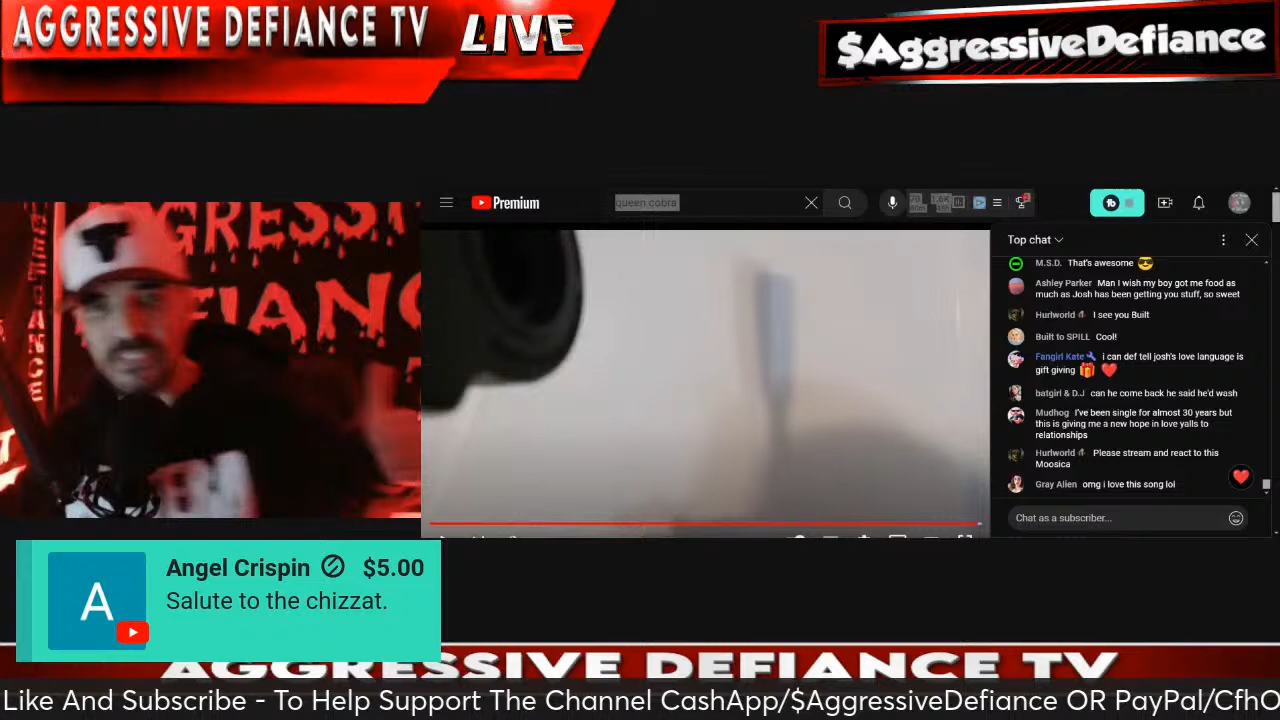 AGGRESSIVE DEFIANCE TV
LIVE
$AggressiveDefiance
Premium
queen cobra
Top chat
M.S.D. That's awesome 😎
Ashley Parker Man I wish my boy got me food as
much as Josh has been getting you stuff, so sweet
Hurlworld I see you Built
Built to SPILL Cool!
Fangirl Kate i can def tell josh's love language is
gift giving 🎁 ❤️
batgirl & D.J can he come back he said he'd wash
Mudhog I've been single for almost 30 years but
this is giving me a new hope in love yalls to
relationships
Hurlworld Please stream and react to this
Moosica
Gray Alien omg i love this song lol
Chat as a subscriber...
A
Angel Crispin $5.00
Salute to the chizzat.
AGGRESSIVE DEFIANCE TV
Like And Subscribe - To Help Support The Channel CashApp/$AggressiveDefiance OR PayPal/CfhO